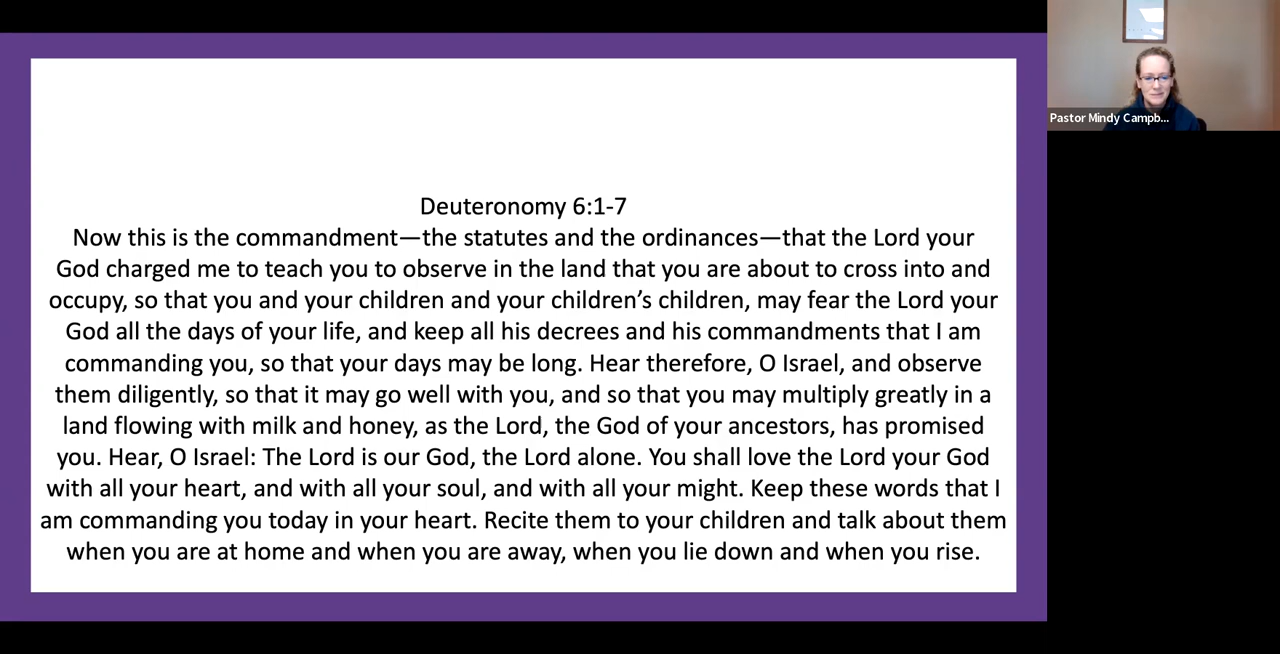 Deuteronomy 6:1-7
Now this is the commandment—the statutes and the ordinances—that the Lord your
God charged me to teach you to observe in the land that you are about to cross into and
occupy, so that you and your children and your children’s children, may fear the Lord your
God all the days of your life, and keep all his decrees and his commandments that I am
commanding you, so that your days may be long. Hear therefore, O Israel, and observe
them diligently, so that it may go well with you, and so that you may multiply greatly in a
land flowing with milk and honey, as the Lord, the God of your ancestors, has promised
you. Hear, O Israel: The Lord is our God, the Lord alone. You shall love the Lord your God
with all your heart, and with all your soul, and with all your might. Keep these words that I
am commanding you today in your heart. Recite them to your children and talk about them
when you are at home and when you are away, when you lie down and when you rise.
Pastor Mindy Campb...